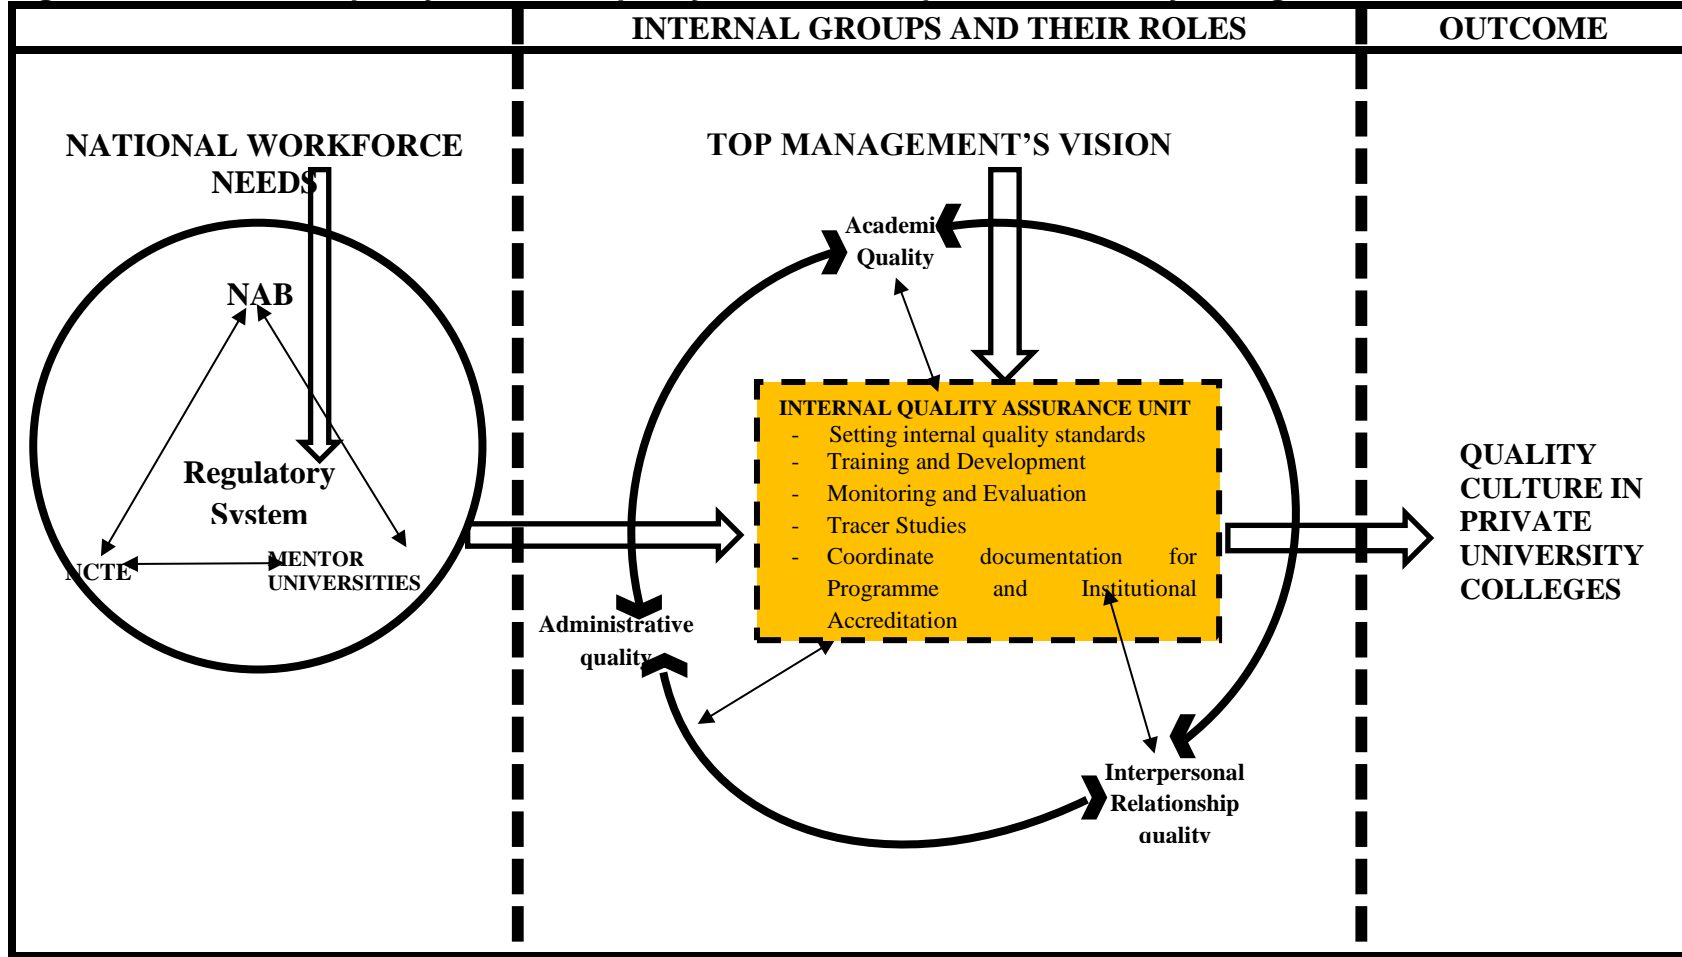 INTERNAL GROUPS AND THEIR ROLES
OUTCOME
NATIONAL WORKFORCE
NEEDS
NAB
Regulatory
System
NCTE
MENTOR
UNIVERSITIES
TOP MANAGEMENT'S VISION
Academi
Quality
INTERNAL QUALITY ASSURANCE UNIT
- Setting internal quality standards
- Training and Development
- Monitoring and Evaluation
- Tracer Studies
- Coordinate documentation for
Programme and Institutional
Accreditation
Administrative
quality
Interpersonal
Relationship
quality
QUALITY
CULTURE IN
PRIVATE
UNIVERSITY
COLLEGES